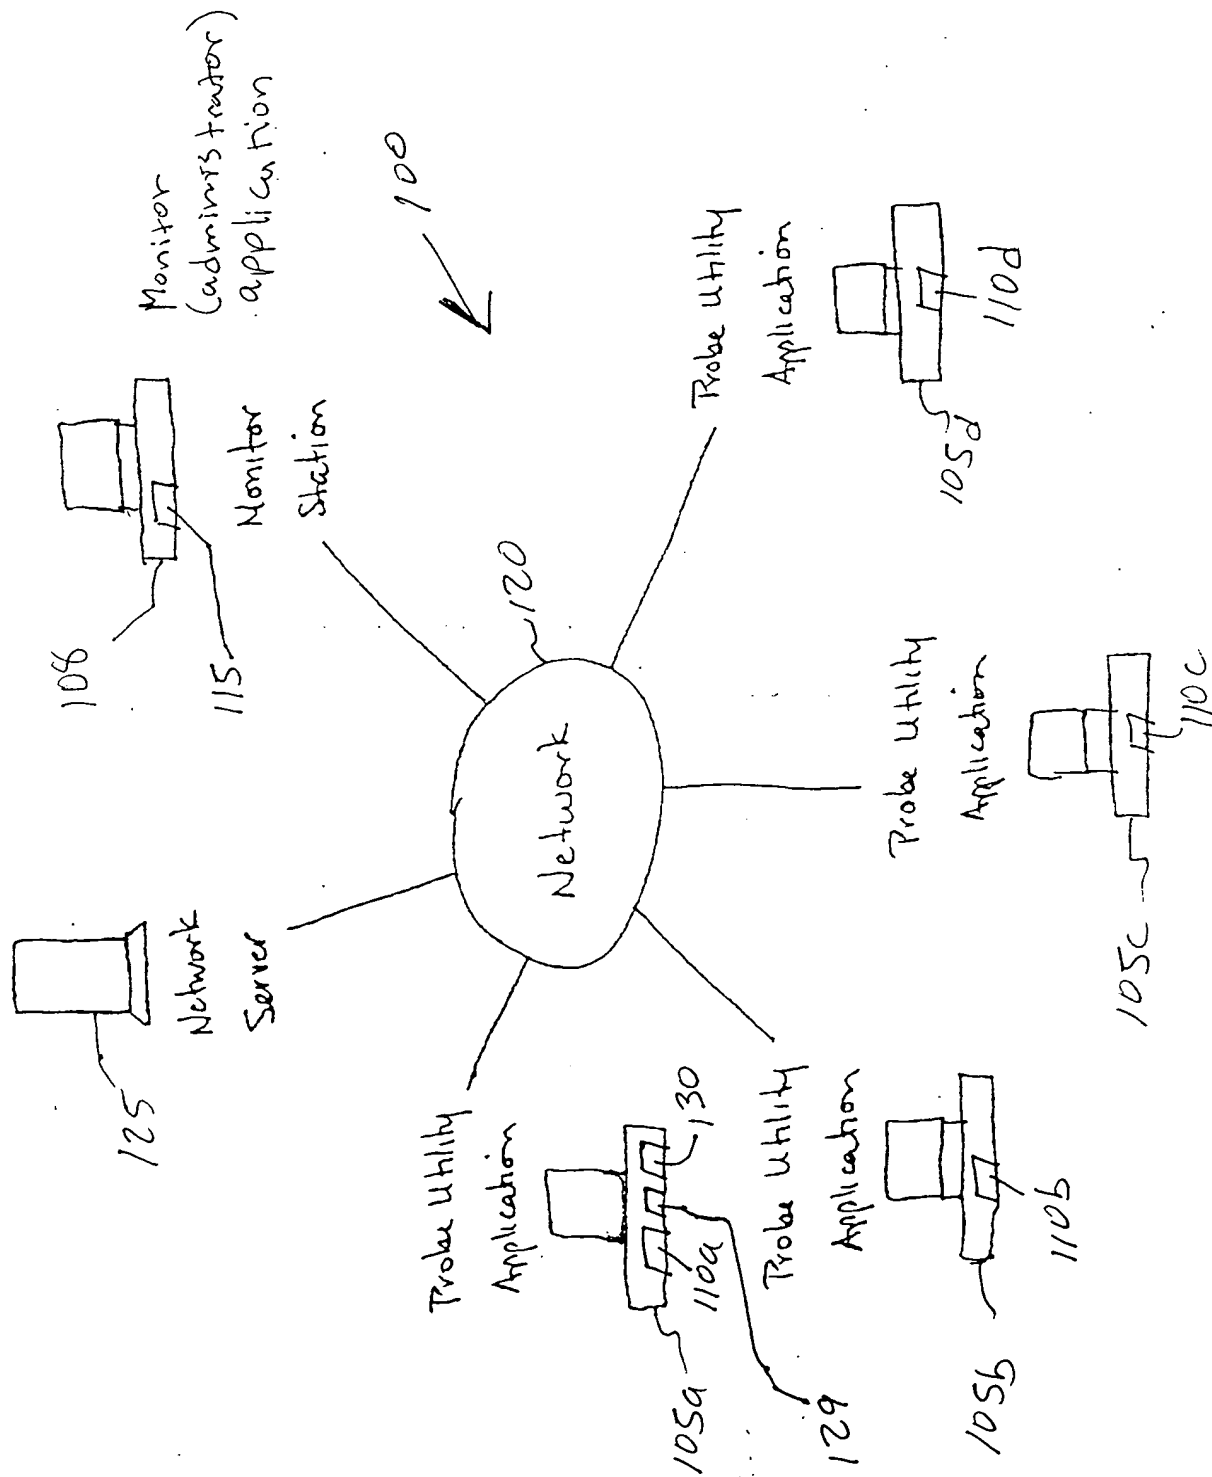 125
Network
Server
108
115
Monitor
Station
Monitor
(administrator)
application
100
Network
120
Probe Utility
Application
105a
110a
129
130
Probe Utility
Application
105b
110b
Probe Utility
Application
105c
110c
Probe Utility
Application
105d
110d